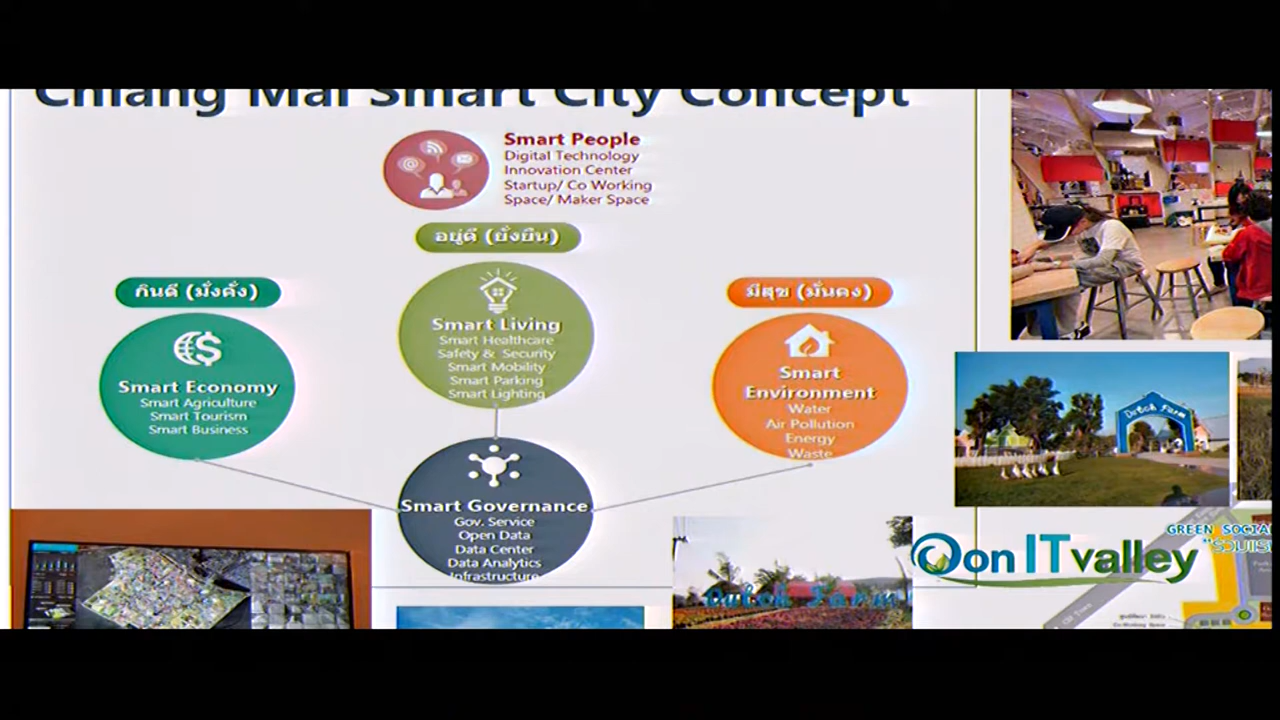 Chiang Mai Smart City Concept
Smart People
Digital Technology
Innovation Center
Startup/ Co Working
Space/ Maker Space
อยู่ดี (ยั่งยืน)
กินดี (มั่งคั่ง)
มีสุข (มั่นคง)
Smart Living
Smart Healthcare
Safety & Security
Smart Mobility
Smart Parking
Smart Lighting
Smart Economy
Smart Agriculture
Smart Tourism
Smart Business
Smart
Environment
Water
Air Pollution
Energy
Waste
Smart Governance
Gov. Service
Open Data
Data Center
Data Analytics
Infrastructure
Dutch Farm
Dutch Farm
Oon IT valley
GREEN SOCIA